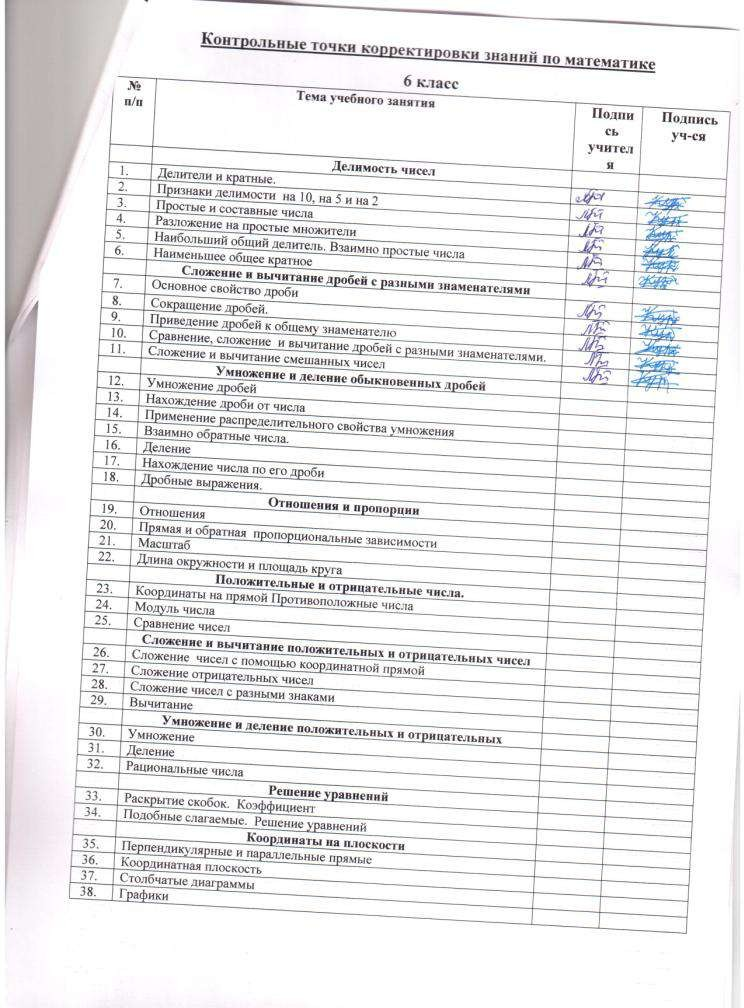 Контрольные точки корректировки знаний по математике
6 класс
№ п/п Тема учебного занятия Подпи сь учител я Подпись уч-ся
Делимость чисел
1. Делители и кратные.
2. Признаки делимости на 10, на 5 и на 2
3. Простые и составные числа
4. Разложение на простые множители
5. Наибольший общий делитель. Взаимно простые числа
6. Наименьшее общее кратное
Сложение и вычитание дробей с разными знаменателями
7. Основное свойство дроби
8. Сокращение дробей.
9. Приведение дробей к общему знаменателю
10. Сравнение, сложение и вычитание дробей с разными знаменателями.
11. Сложение и вычитание смешанных чисел
Умножение и деление обыкновенных дробей
12. Умножение дробей
13. Нахождение дроби от числа
14. Применение распределительного свойства умножения
15. Взаимно обратные числа.
16. Деление
17. Нахождение числа по его дроби
18. Дробные выражения.
Отношения и пропорции
19. Отношения
20. Прямая и обратная пропорциональные зависимости
21. Масштаб
22. Длина окружности и площадь круга
Положительные и отрицательные числа.
23. Координаты на прямой Противоположные числа
24. Модуль числа
25. Сравнение чисел
Сложение и вычитание положительных и отрицательных чисел
26. Сложение чисел с помощью координатной прямой
27. Сложение отрицательных чисел
28. Сложение чисел с разными знаками
29. Вычитание
Умножение и деление положительных и отрицательных
30. Умножение
31. Деление
32. Рациональные числа
Решение уравнений
33. Раскрытие скобок. Коэффициент
34. Подобные слагаемые. Решение уравнений
Координаты на плоскости
35. Перпендикулярные и параллельные прямые
36. Координатная плоскость
37. Столбчатые диаграммы
38. Графики